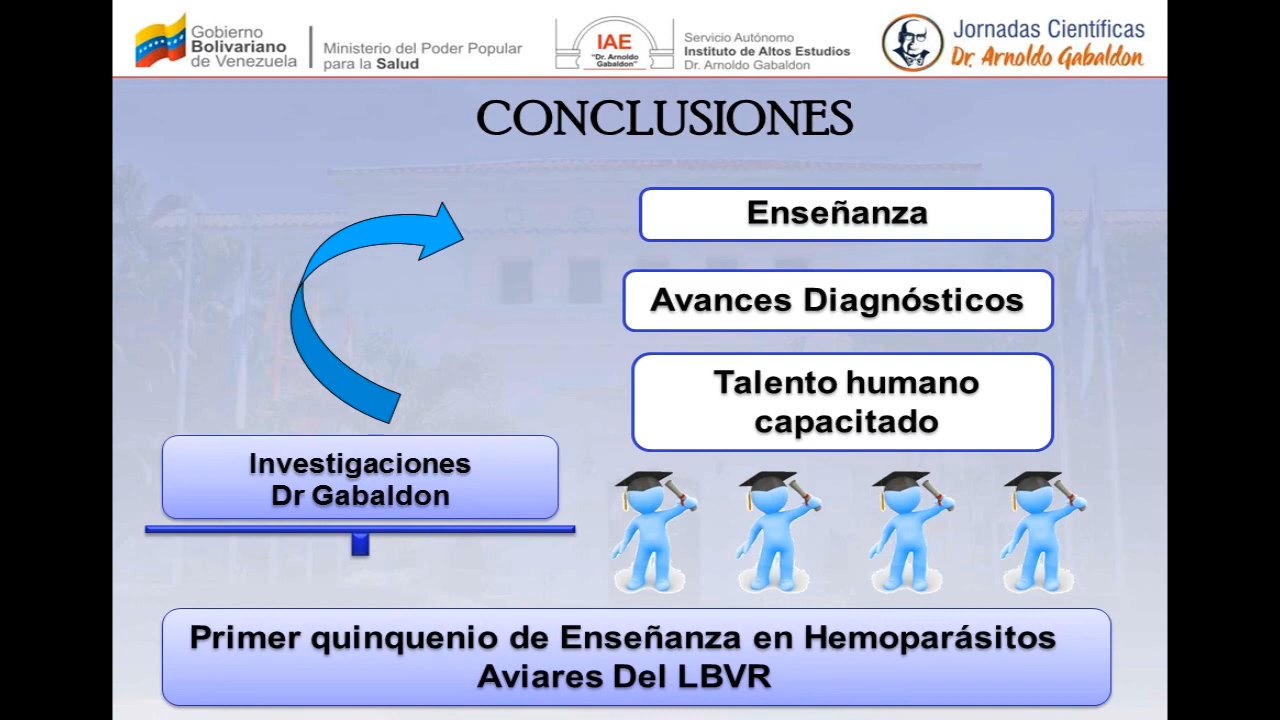 Gobierno
Bolivariano
de Venezuela
Ministerio del Poder Popular
para la Salud
IAE
"Dr. Arnoldo
Gabaldon"
Servicio Autónomo
Instituto de Altos Estudios
Dr. Arnoldo Gabaldon
Jornadas Científicas
Dr. Arnoldo Gabaldon
CONCLUSIONES
Enseñanza
Avances Diagnósticos
Talento humano
capacitado
Investigaciones
Dr Gabaldon
Primer quinquenio de Enseñanza en Hemoparásitos
Aviares Del LBVR